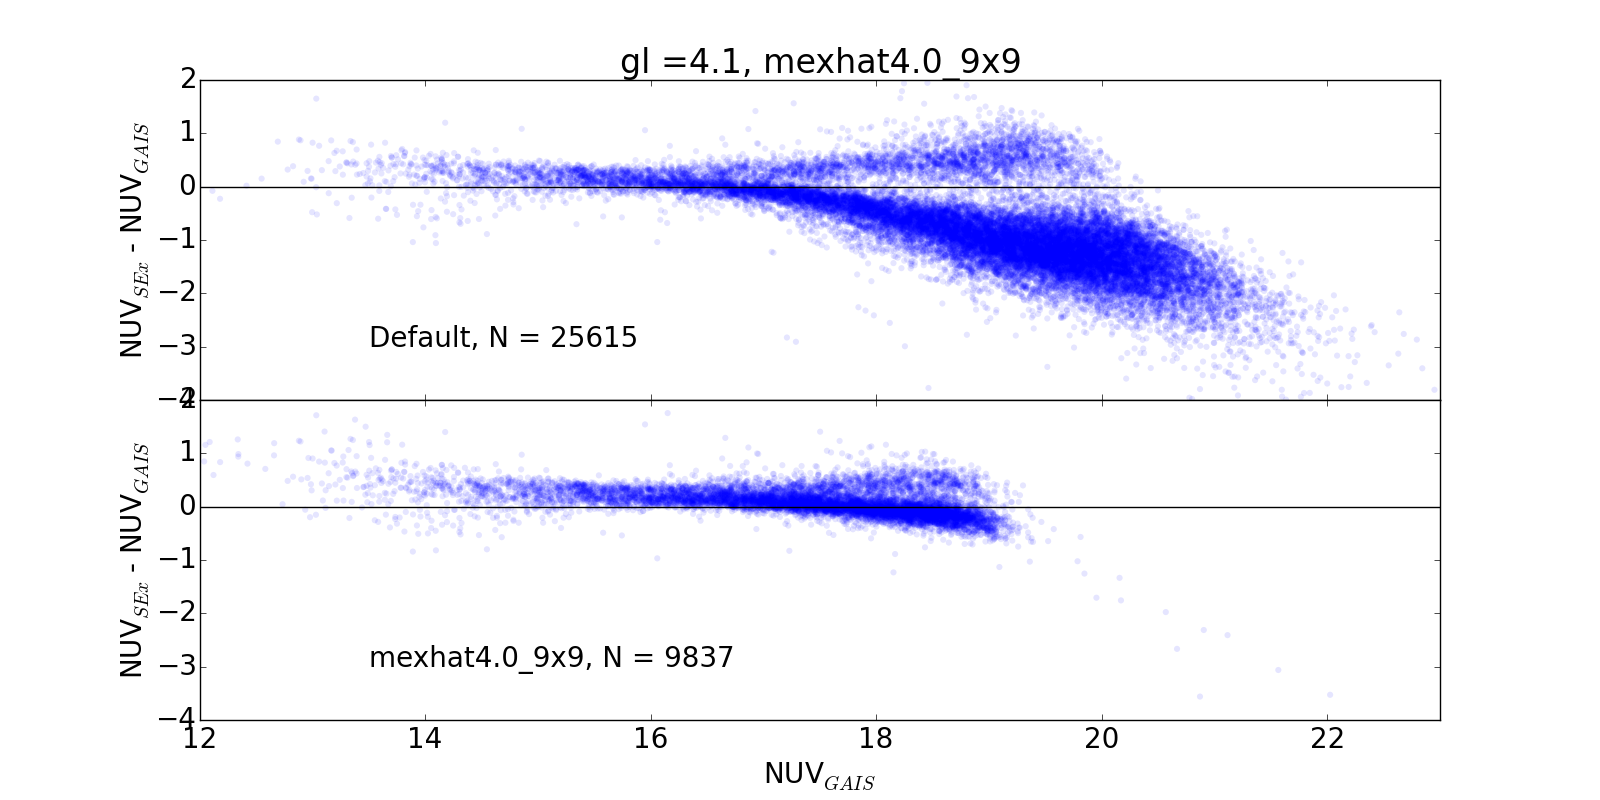 gl =4.1, mexhat4.0_9x9
2
1
0
−1
−2
−3
−4
NUV_SEx - NUV_GAIS
Default, N = 25615
2
1
0
−1
−2
−3
−4
NUV_SEx - NUV_GAIS
mexhat4.0_9x9, N = 9837
12 14 16 18 20 22
NUV_GAIS